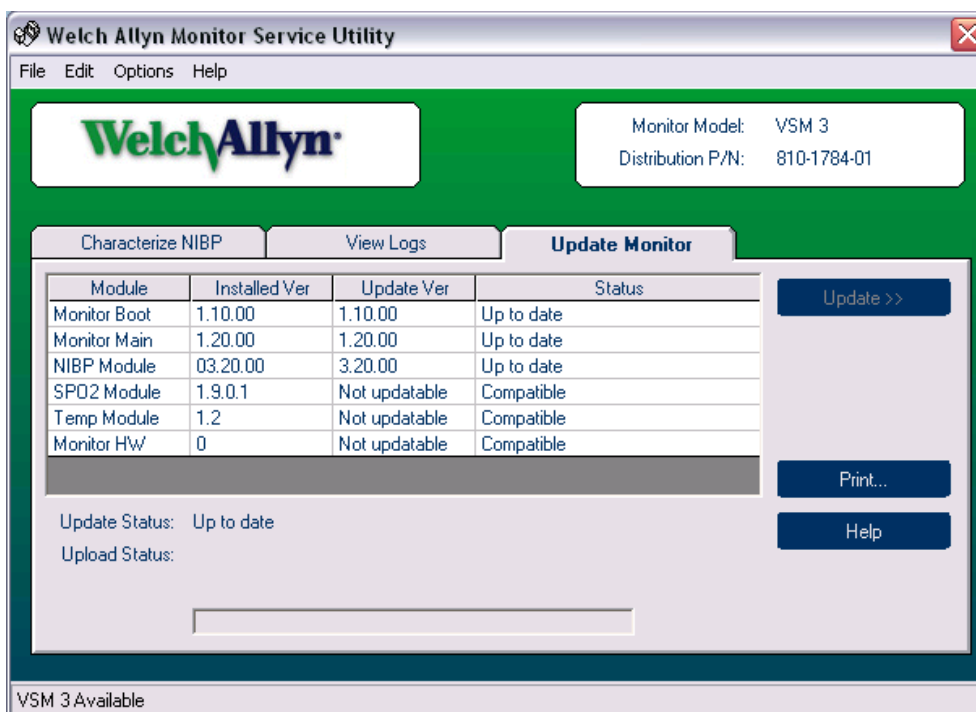 Welch Allyn Monitor Service Utility
File Edit Options Help
WelchAllyn
Monitor Model: VSM 3
Distribution P/N: 810-1784-01
Characterize NIBP View Logs Update Monitor
Module Installed Ver Update Ver Status
Monitor Boot 1.10.00 1.10.00 Up to date
Monitor Main 1.20.00 1.20.00 Up to date
NIBP Module 03.20.00 3.20.00 Up to date
SPO2 Module 1.9.0.1 Not updatable Compatible
Temp Module 1.2 Not updatable Compatible
Monitor HW 0 Not updatable Compatible
Update >>
Print...
Help
Update Status: Up to date
Upload Status:
VSM 3 Available